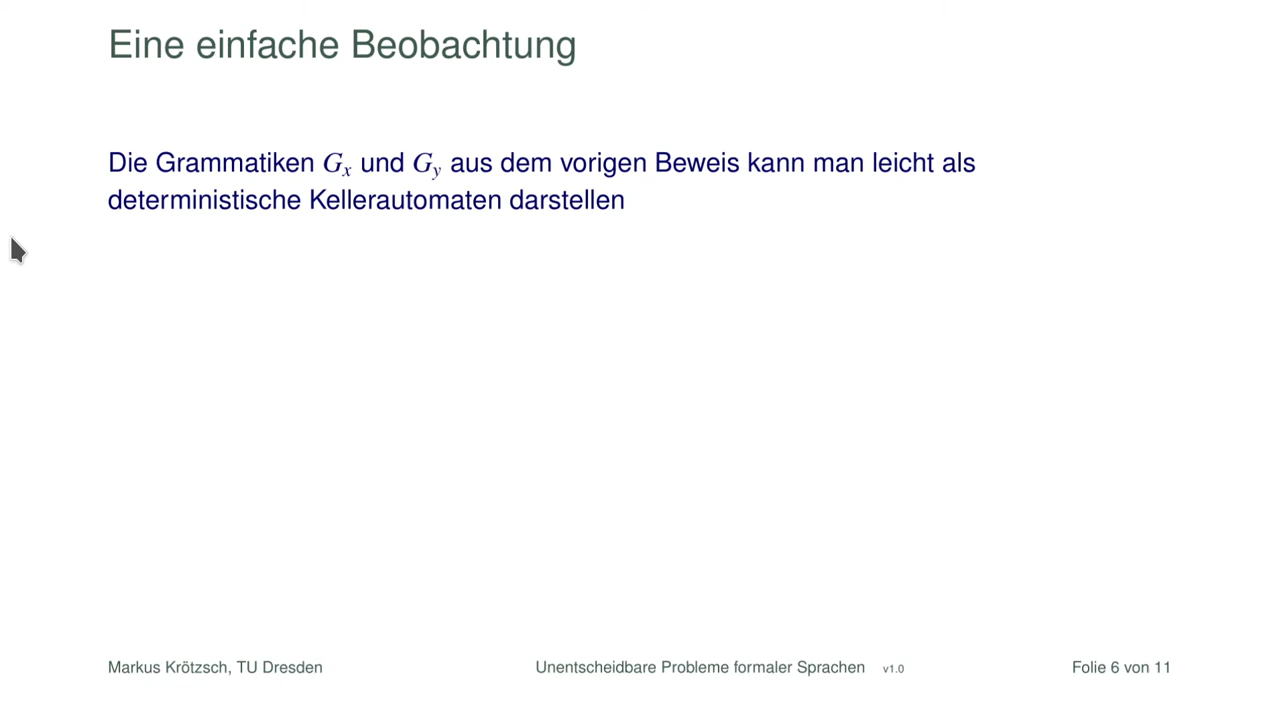 Eine einfache Beobachtung
Die Grammatiken Gx und Gy aus dem vorigen Beweis kann man leicht als
deterministische Kellerautomaten darstellen
Markus Krötzsch, TU Dresden Unentscheidbare Probleme formaler Sprachen v1.0 Folie 6 von 11